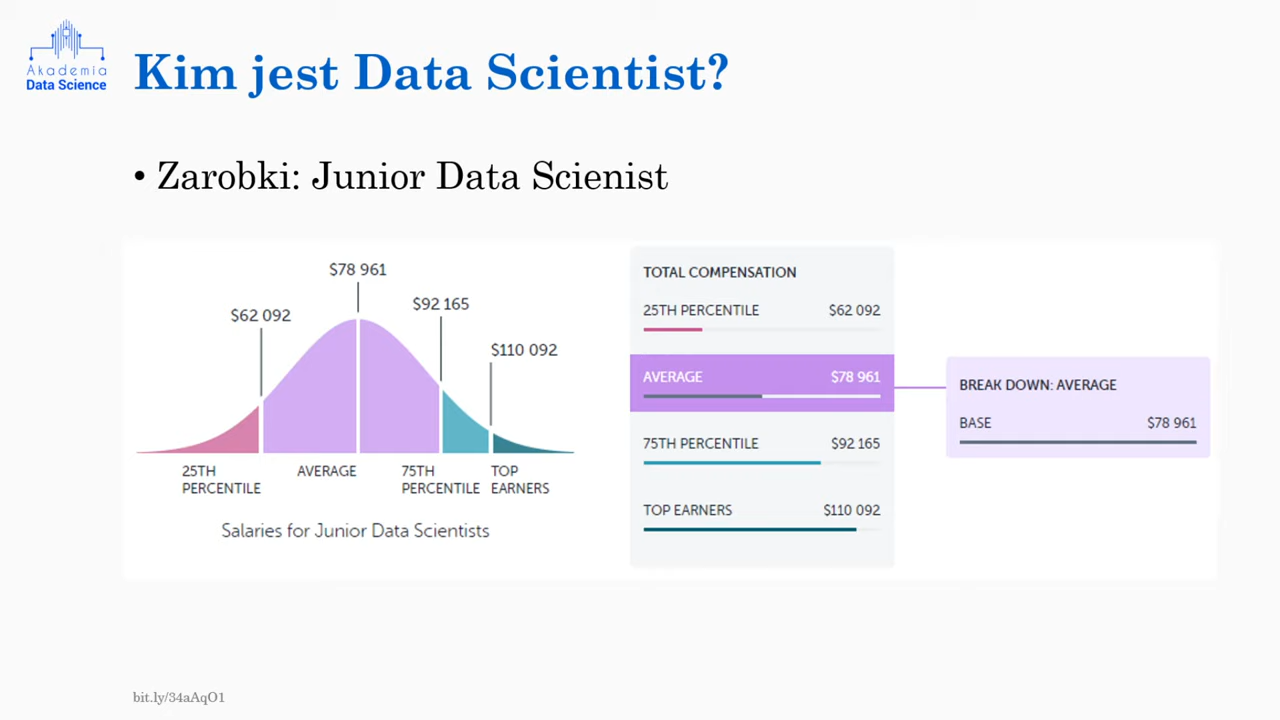 Akademia
Data Science
Kim jest Data Scientist?
• Zarobki: Junior Data Scienist
$78 961
$62 092
$92 165
$110 092
25TH
PERCENTILE
AVERAGE
75TH
PERCENTILE
TOP
EARNERS
Salaries for Junior Data Scientists
TOTAL COMPENSATION
25TH PERCENTILE $62 092
AVERAGE $78 961
75TH PERCENTILE $92 165
TOP EARNERS $110 092
BREAK DOWN: AVERAGE
BASE $78 961
bit.ly/34aAqO1